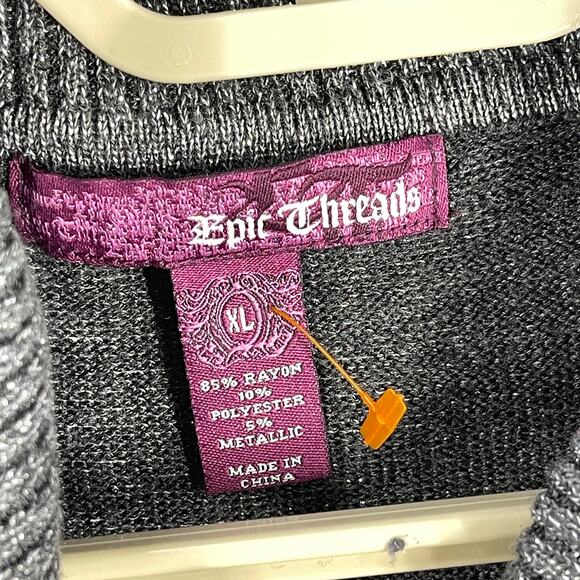 Epic Threads
XL
85% RAYON
10%
POLYESTER
5%
METALLIC
MADE IN
CHINA